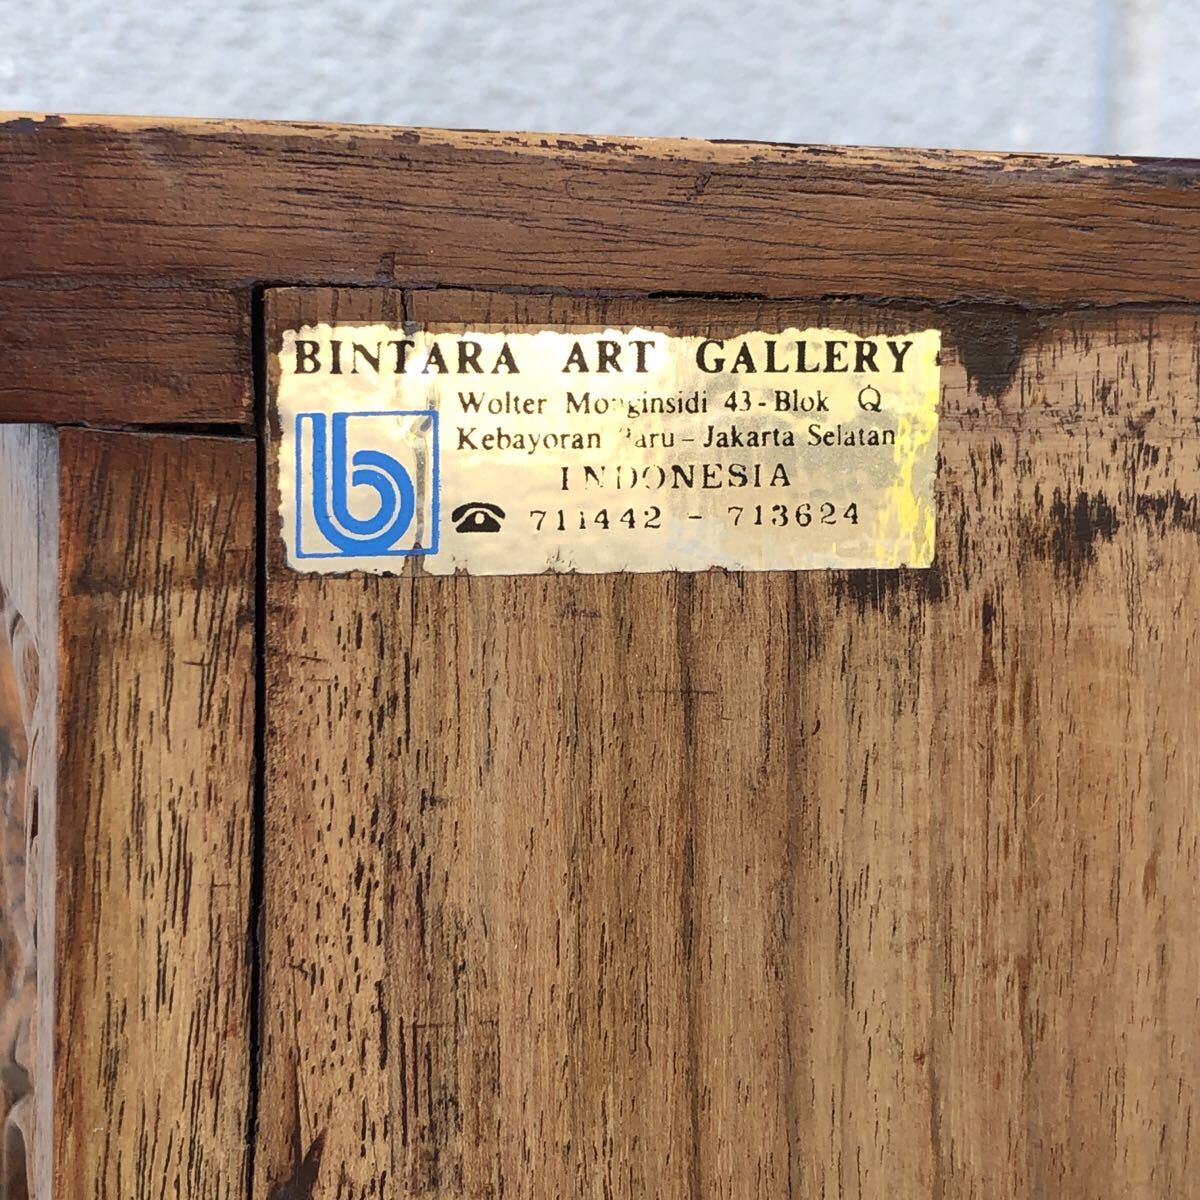 BINTARA ART GALLERY
Wolter Monginsidi 43-Blok Q
Kebayoran Baru - Jakarta Selatan
INDONESIA
711442 - 713624